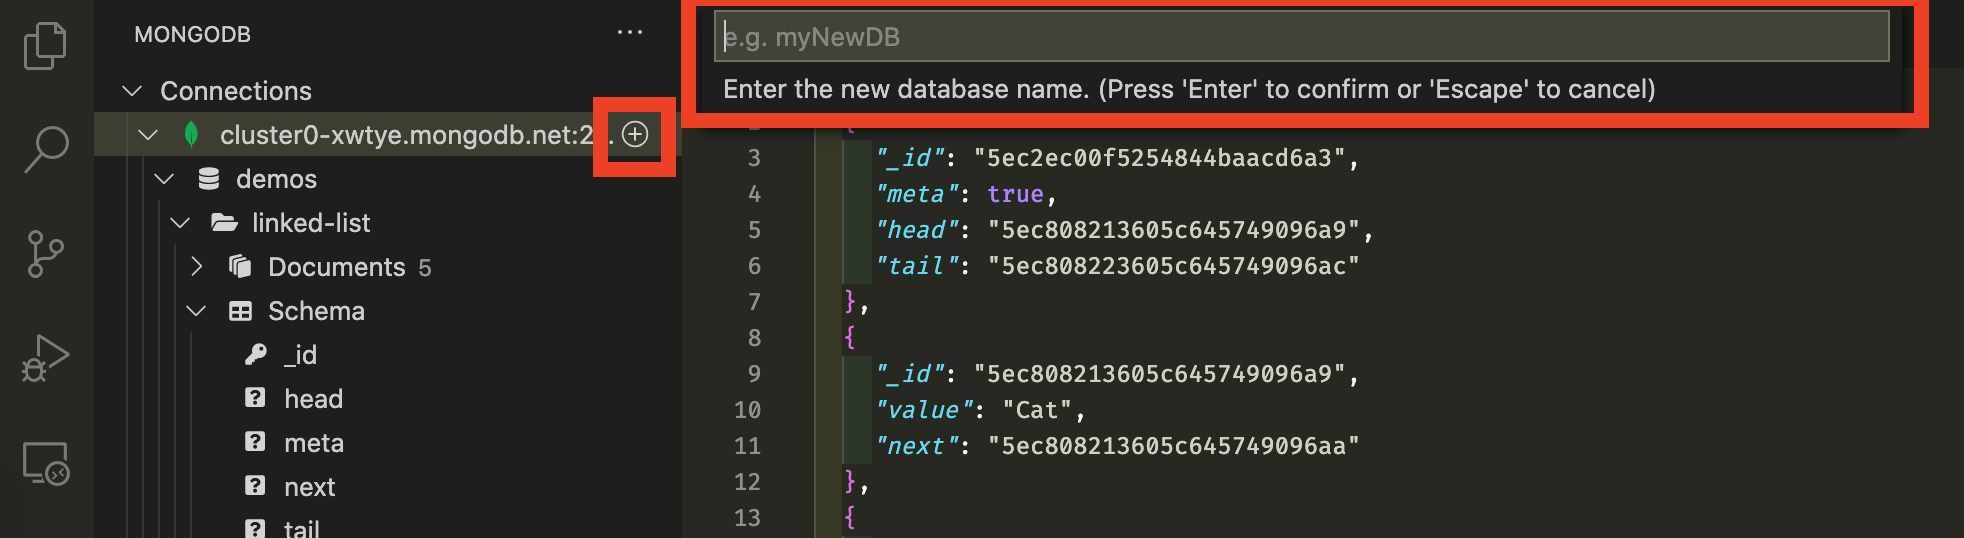 MONGODB
Connections
cluster0-xwtye.mongodb.net:2..
demos
linked-list
Documents 5
Schema
_id
head
meta
next
tail
e.g. myNewDB
Enter the new database name. (Press 'Enter' to confirm or 'Escape' to cancel)
{
3 "_id": "5ec2ec00f5254844baacd6a3",
4 "meta": true,
5 "head": "5ec808213605c645749096a9",
6 "tail": "5ec808223605c645749096ac"
7 },
8 {
9 "_id": "5ec808213605c645749096a9",
10 "value": "Cat",
11 "next": "5ec808213605c645749096aa"
12 },
13 {